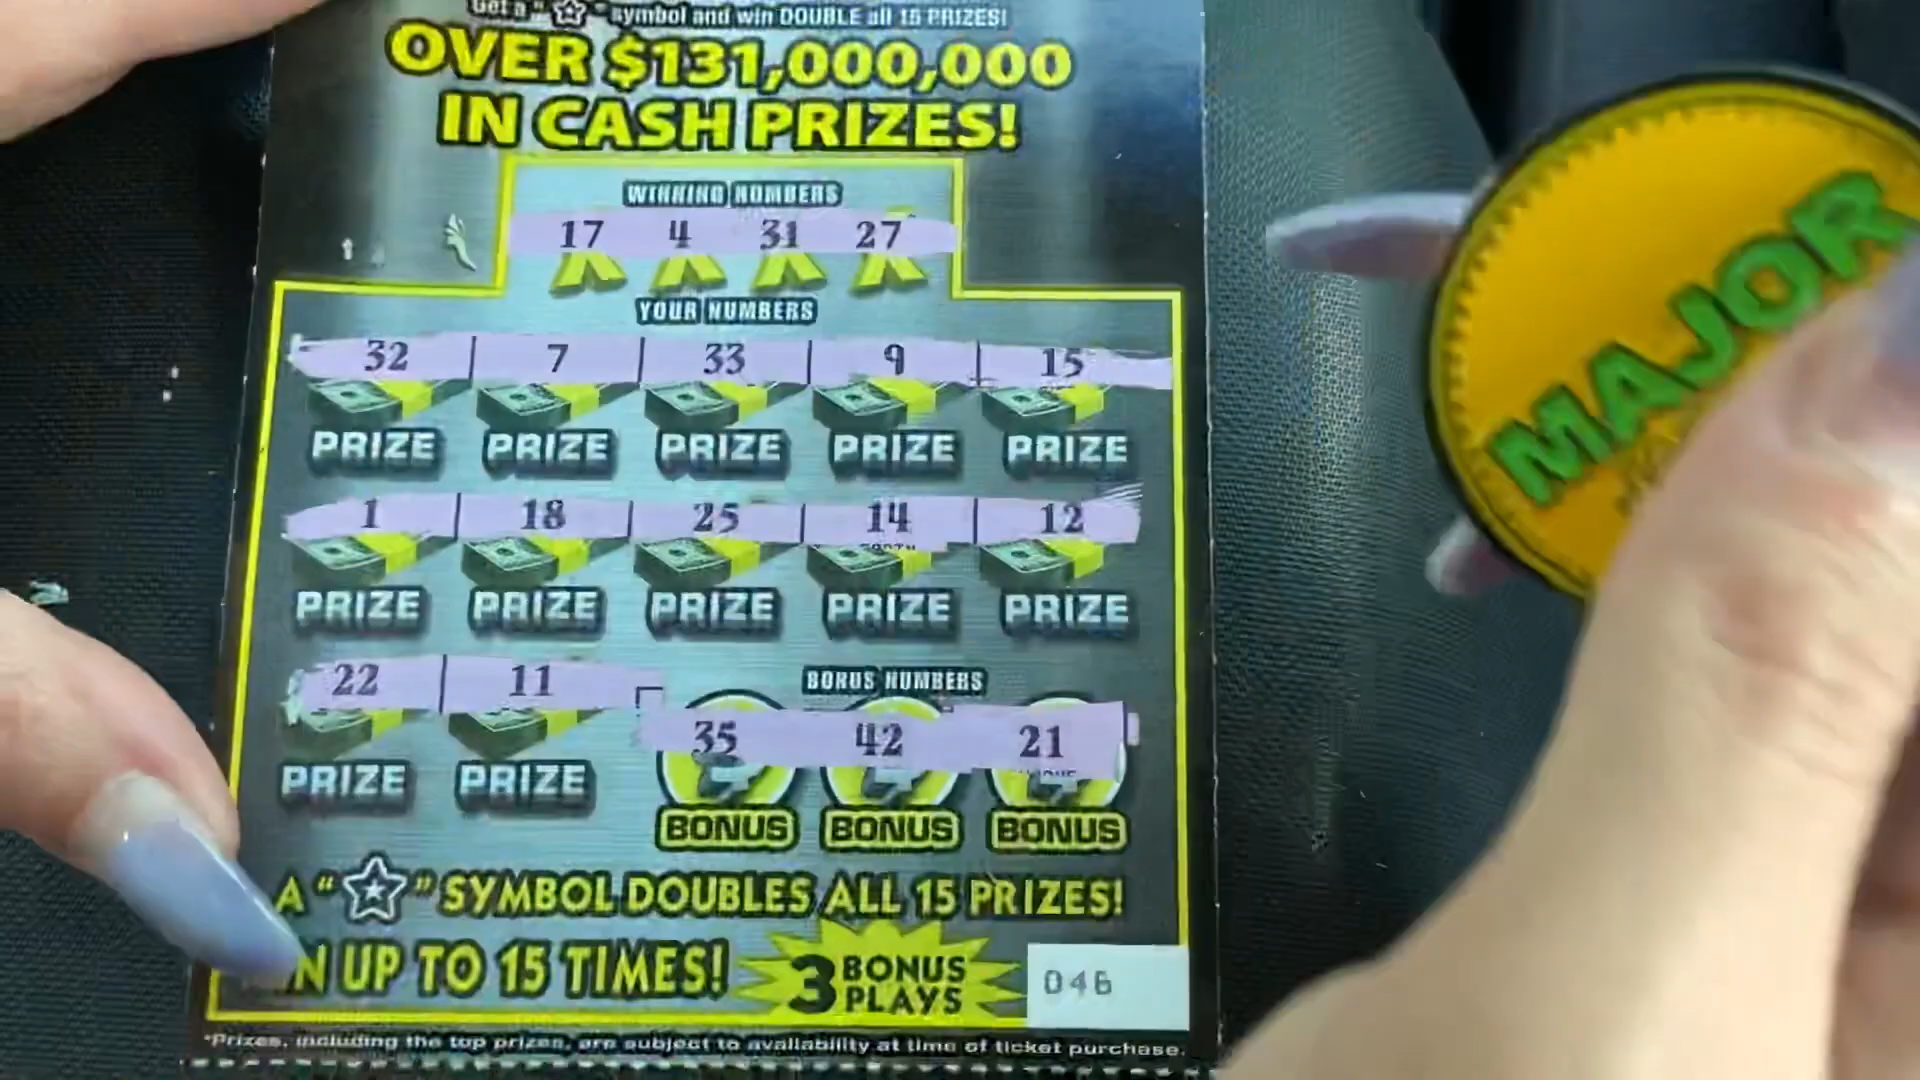 Get a " " symbol and win DOUBLE all 15 PRIZES!
OVER $131,000,000
IN CASH PRIZES!
WINNING NUMBERS
17 4 31 27
YOUR NUMBERS
32 7 33 9 15
PRIZE PRIZE PRIZE PRIZE PRIZE
1 18 25 14 12
PRIZE PRIZE PRIZE PRIZE PRIZE
22 11
PRIZE PRIZE
BONUS NUMBERS
35 42 21
BONUS BONUS BONUS
A " " SYMBOL DOUBLES ALL 15 PRIZES!
N UP TO 15 TIMES!
3 BONUS
PLAYS
046
*Prizes, including the top prizes, are subject to availability at time of ticket purchase.
MAJOR